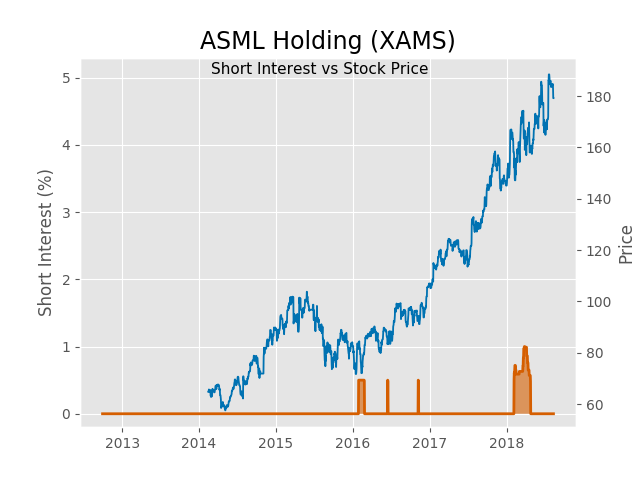 ASML Holding (XAMS)
Short Interest vs Stock Price
Short Interest (%)
5
4
3
2
1
0
180
160
140
120
100
80
60
Price
2013 2014 2015 2016 2017 2018